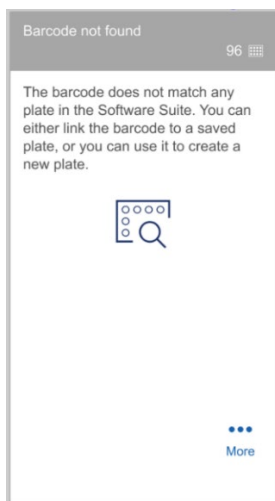 Barcode not found
96
The barcode does not match any
plate in the Software Suite. You can
either link the barcode to a saved
plate, or you can use it to create a
new plate.
More